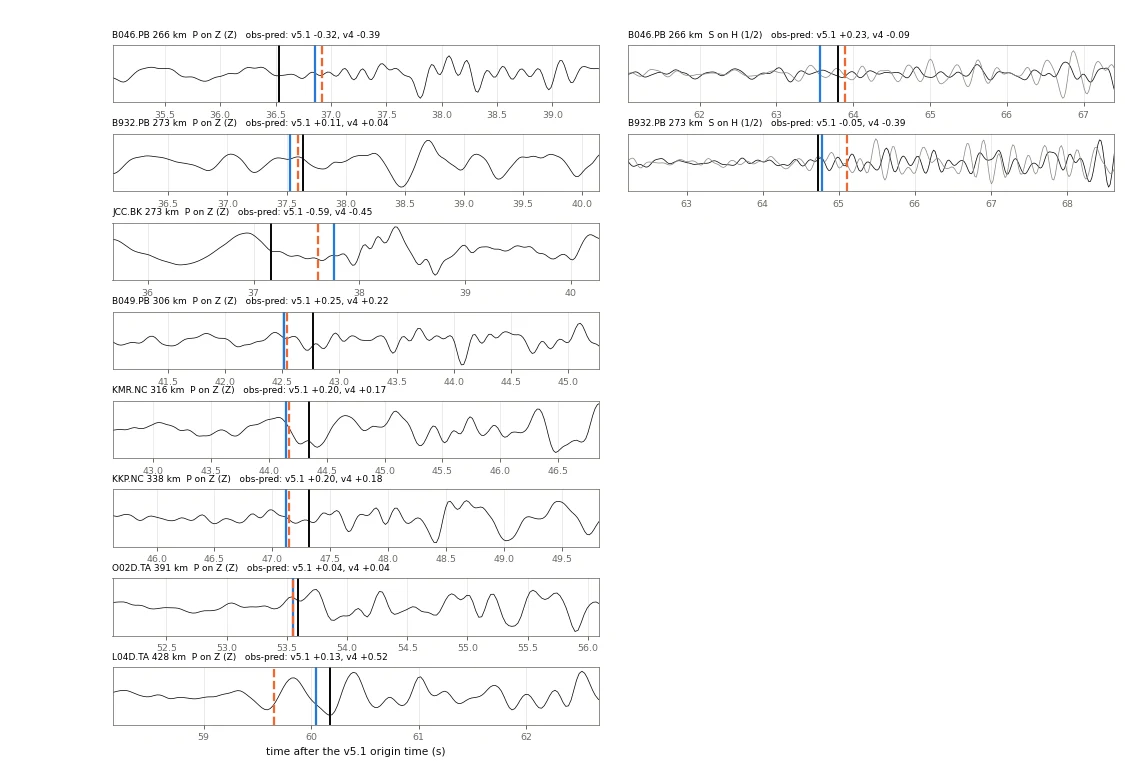 B046.PB 266 km  P on Z (Z)   obs-pred: v5.1 -0.32, v4 -0.39
35.5 36.0 36.5 37.0 37.5 38.0 38.5 39.0
B932.PB 273 km  P on Z (Z)   obs-pred: v5.1 +0.11, v4 +0.04
36.5 37.0 37.5 38.0 38.5 39.0 39.5 40.0
JCC.BK 273 km  P on Z (Z)   obs-pred: v5.1 -0.59, v4 -0.45
36 37 38 39 40
B049.PB 306 km  P on Z (Z)   obs-pred: v5.1 +0.25, v4 +0.22
41.5 42.0 42.5 43.0 43.5 44.0 44.5 45.0
KMR.NC 316 km  P on Z (Z)   obs-pred: v5.1 +0.20, v4 +0.17
43.0 43.5 44.0 44.5 45.0 45.5 46.0 46.5
KKP.NC 338 km  P on Z (Z)   obs-pred: v5.1 +0.20, v4 +0.18
46.0 46.5 47.0 47.5 48.0 48.5 49.0 49.5
O02D.TA 391 km  P on Z (Z)   obs-pred: v5.1 +0.04, v4 +0.04
52.5 53.0 53.5 54.0 54.5 55.0 55.5 56.0
L04D.TA 428 km  P on Z (Z)   obs-pred: v5.1 +0.13, v4 +0.52
59 60 61 62
time after the v5.1 origin time (s)
B046.PB 266 km  S on H (1/2)   obs-pred: v5.1 +0.23, v4 -0.09
62 63 64 65 66 67
B932.PB 273 km  S on H (1/2)   obs-pred: v5.1 -0.05, v4 -0.39
63 64 65 66 67 68